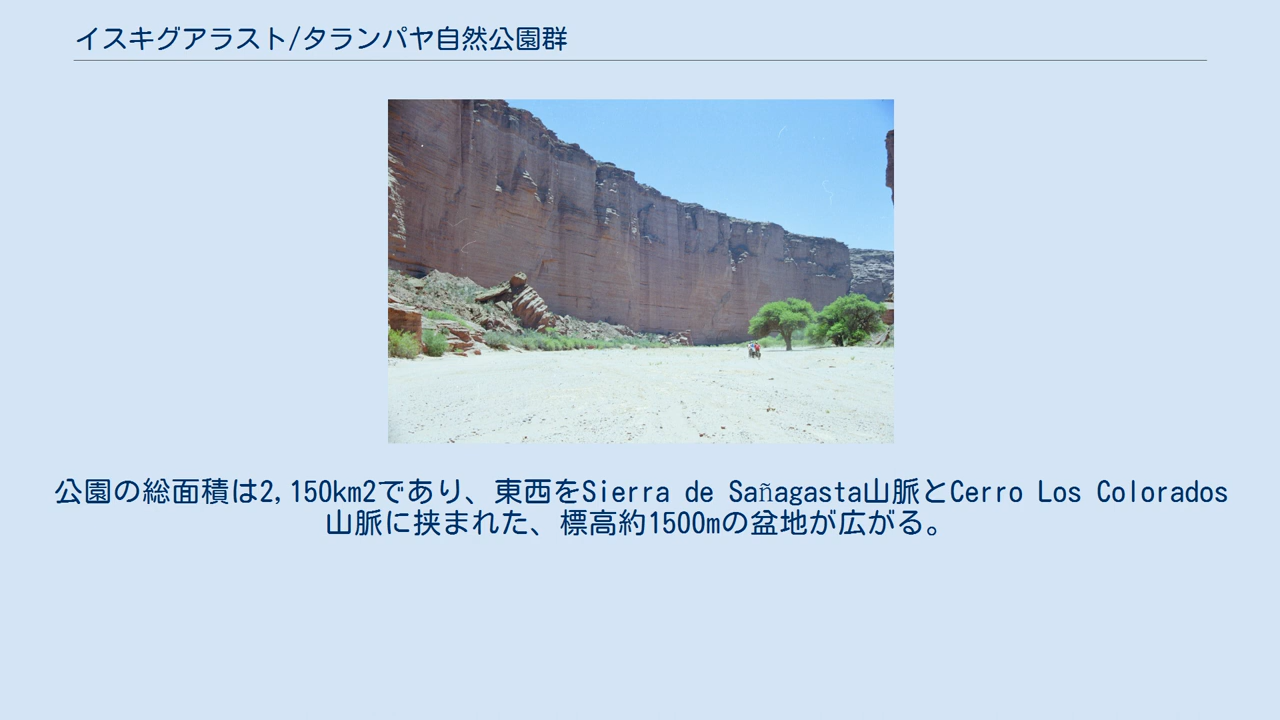 イスキグアラスト/タランパヤ自然公園群
公園の総面積は2,150km2であり、東西をSierra de Sañagasta山脈とCerro Los Colorados
山脈に挟まれた、標高約1500mの盆地が広がる。